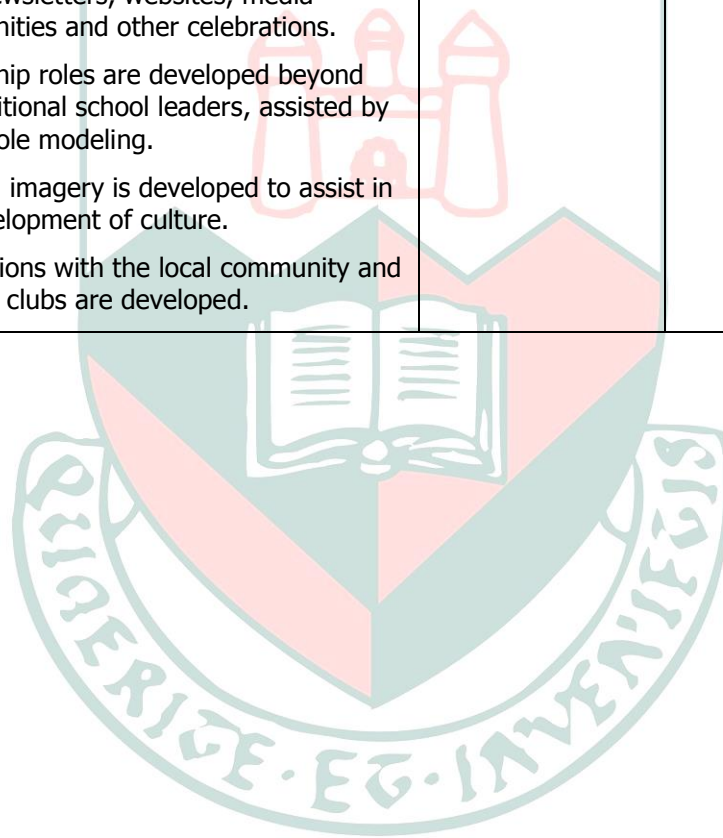 ewsletters, websites, media
nities and other celebrations.
hip roles are developed beyond
itional school leaders, assisted by
ole modeling.
imagery is developed to assist in
elopment of culture.
ions with the local community and
clubs are developed.
QUAERITE · ET · INVENIETIS